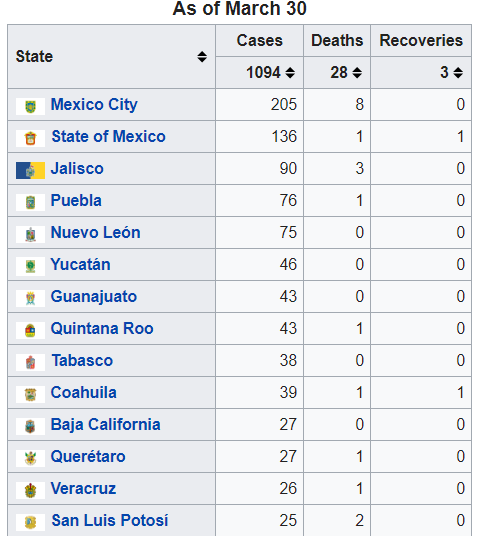 As of March 30
State Cases Deaths Recoveries
1094 28 3
Mexico City 205 8 0
State of Mexico 136 1 1
Jalisco 90 3 0
Puebla 76 1 0
Nuevo León 75 0 0
Yucatán 46 0 0
Guanajuato 43 0 0
Quintana Roo 43 1 0
Tabasco 38 0 0
Coahuila 39 1 1
Baja California 27 0 0
Querétaro 27 1 0
Veracruz 26 1 0
San Luis Potosí 25 2 0